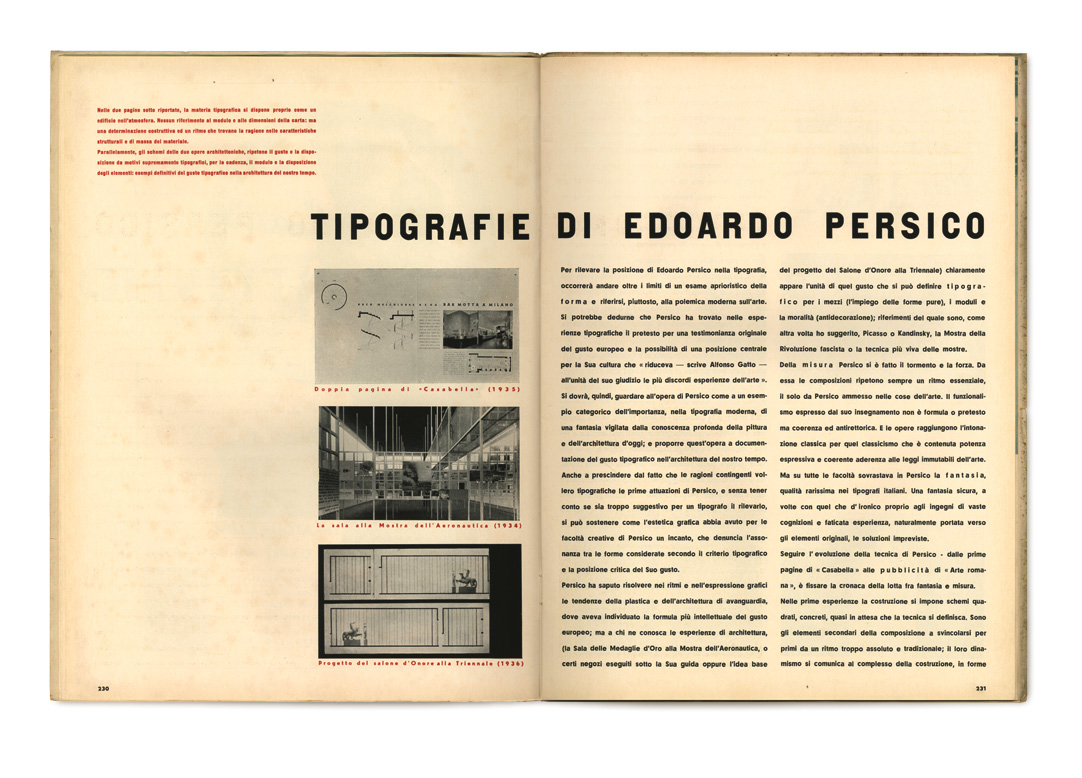 Nelle due pagine sotto riportate, la materia tipografica si dispone proprio come un
edificio nell'atmosfera. Nessun riferimento al modulo e alle dimensioni della carta: ma
una determinazione costruttiva ed un ritmo che trovano la ragione nelle caratteristiche
strutturali e di massa del materiale.
Parallelamente, gli schemi delle due opere architettoniche, ripetono il gusto e la dispo-
sizione da motivi supremamente tipografici, per la cadenza, il modulo e la disposizione
degli elementi: esempi definitivi del gusto tipografico nella architettura del nostro tempo.
TIPOGRAFIE DI EDOARDO PERSICO
BAR MOTTA A MILANO
Doppia pagina di «Casabella» (1935)
La sala alla Mostra dell'Aeronautica (1934)
Progetto del salone d'Onore alla Triennale (1936)
230
Per rilevare la posizione di Edoardo Persico nella tipografia,
occorrerà andare oltre i limiti di un esame aprioristico della
forma e riferirsi, piuttosto, alla polemica moderna sull'arte.
Si potrebbe dedurne che Persico ha trovato nelle espe-
rienze tipografiche il pretesto per una testimonianza originale
del gusto europeo e la possibilità di una posizione centrale
per la Sua cultura che « riduceva — scrive Alfonso Gatto —
all'unità del suo giudizio le più discordi esperienze dell'arte ».
Si dovrà, quindi, guardare all'opera di Persico come a un esem-
pio categorico dell'importanza, nella tipografia moderna, di
una fantasia vigilata dalla conoscenza profonda della pittura
e dell'architettura d'oggi; e proporre quest'opera a documen-
tazione del gusto tipografico nell'architettura del nostro tempo.
Anche a prescindere dal fatto che le ragioni contingenti vol-
lero tipografiche le prime attuazioni di Persico, e senza tener
conto se sia troppo suggestivo per un tipografo il rilevarlo,
si può sostenere come l'estetica grafica abbia avuto per le
facoltà creative di Persico un incanto, che denuncia l'asso-
nanza tra le forme considerate secondo il criterio tipografico
e la posizione critica del Suo gusto.
Persico ha saputo risolvere nei ritmi e nell'espressione grafici
le tendenze della plastica e dell'architettura di avanguardia,
dove aveva individuato la formula più intellettuale del gusto
europeo; ma a chi ne conosca le esperienze di architettura,
(la Sala delle Medaglie d'Oro alla Mostra dell'Aeronautica, o
certi negozi eseguiti sotto la Sua guida oppure l'idea base
del progetto del Salone d'Onore alla Triennale) chiaramente
appare l'unità di quel gusto che si può definire tipogra-
fico per i mezzi (l'impiego delle forme pure), i moduli e
la moralità (antidecorazione); riferimenti del quale sono, come
altra volta ho suggerito, Picasso o Kandinsky, la Mostra della
Rivoluzione fascista o la tecnica più viva delle mostre.
Della misura Persico si è fatto il tormento e la forza. Da
essa le composizioni ripetono sempre un ritmo essenziale,
il solo da Persico ammesso nelle cose dell'arte. Il funzionali-
smo espresso dal suo insegnamento non è formula o pretesto
ma coerenza ed antirettorica. E le opere raggiungono l'intona-
zione classica per quel classicismo che è contenuta potenza
espressiva e coerente aderenza alle leggi immutabili dell'arte.
Ma su tutte le facoltà sovrastava in Persico la fantasia,
qualità rarissima nei tipografi italiani. Una fantasia sicura, a
volte con quel che d'ironico proprio agli ingegni di vaste
cognizioni e faticata esperienza, naturalmente portata verso
gli elementi originali, le soluzioni impreviste.
Seguire l'evoluzione della tecnica di Persico - dalle prime
pagine di « Casabella » alle pubblicità di « Arte roma-
na », è fissare la cronaca della lotta fra fantasia e misura.
Nelle prime esperienze la costruzione si impone schemi qua-
drati, concreti, quasi in attesa che la tecnica si definisca. Sono
gli elementi secondari della composizione a svincolarsi per
primi da un ritmo troppo assoluto e tradizionale; il loro dina-
mismo si comunica al complesso della costruzione, in forme
231